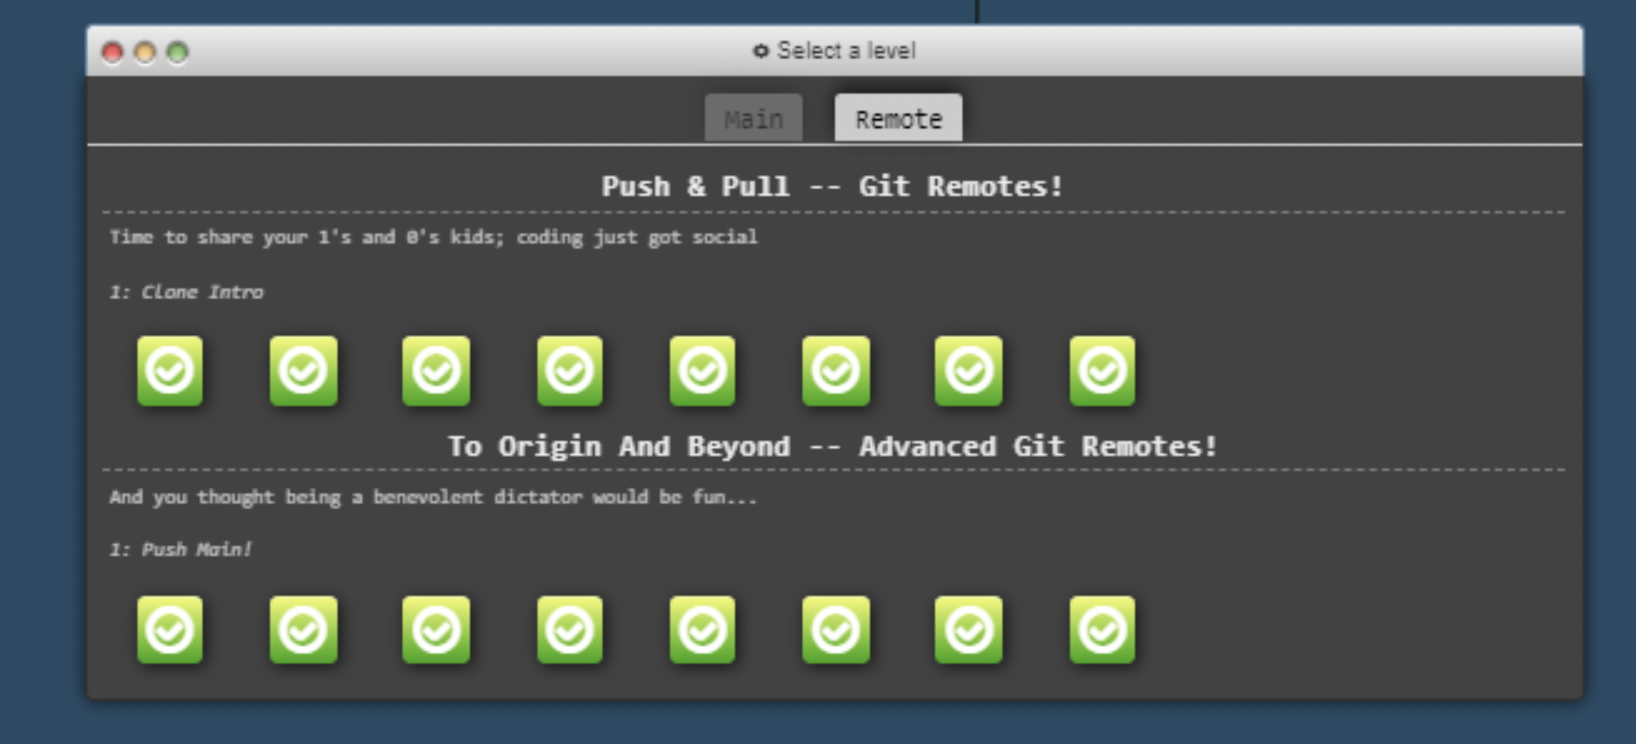 Select a level
Main
Remote
Push & Pull -- Git Remotes!
Time to share your 1's and 0's kids; coding just got social
1: Clone Intro
To Origin And Beyond -- Advanced Git Remotes!
And you thought being a benevolent dictator would be fun...
1: Push Main!